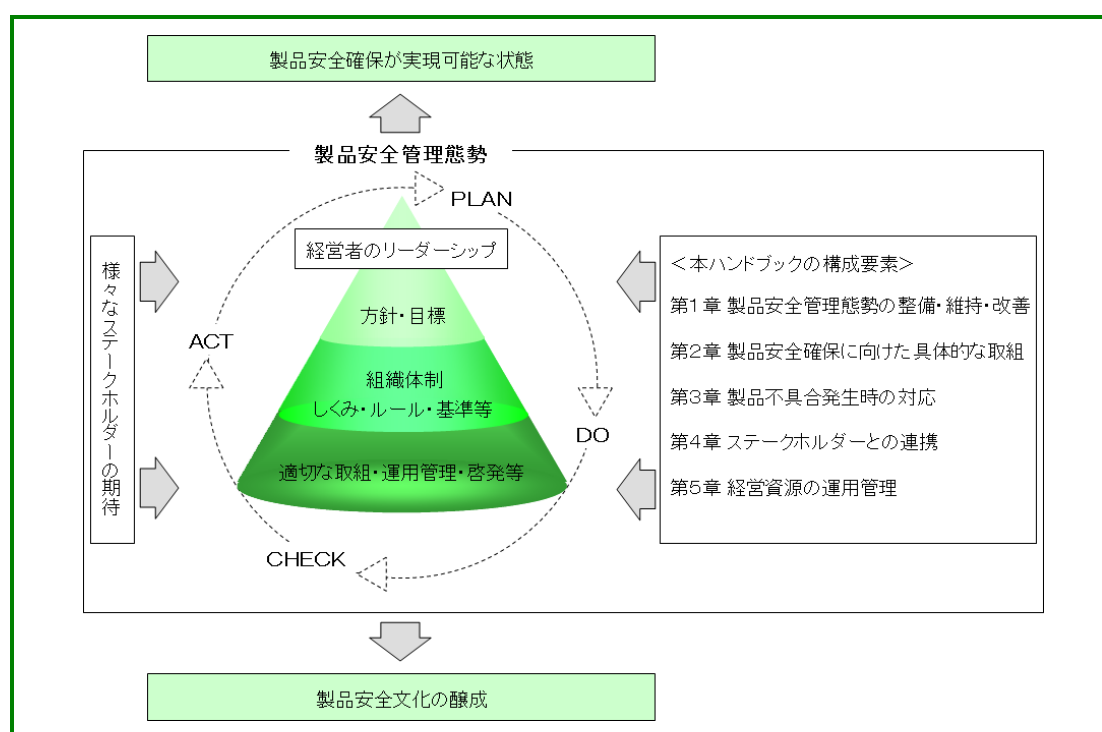 製品安全確保が実現可能な状態
製品安全管理態勢
PLAN
経営者のリーダーシップ
方針・目標
ACT
組織体制
しくみ・ルール・基準等
DO
適切な取組・運用管理・啓発等
CHECK
様々なステークホルダーの期待
＜本ハンドブックの構成要素＞
第1章 製品安全管理態勢の整備・維持・改善
第2章 製品安全確保に向けた具体的な取組
第3章 製品不具合発生時の対応
第4章 ステークホルダーとの連携
第5章 経営資源の運用管理
製品安全文化の醸成